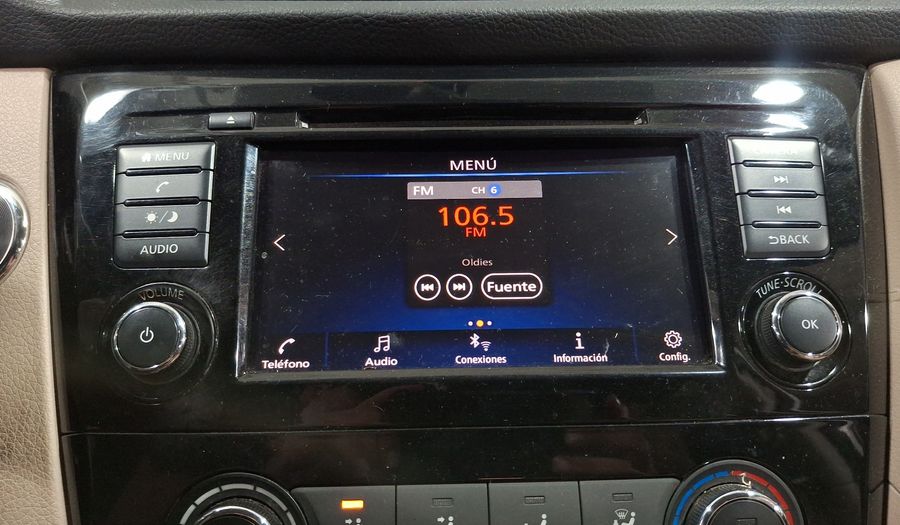 MENU
AUDIO
VOLUME
MENÚ
FM CH 6
106.5
FM
Oldies
Fuente
Teléfono Audio Conexiones Información Config.
BACK
TUNE·SCROLL
OK